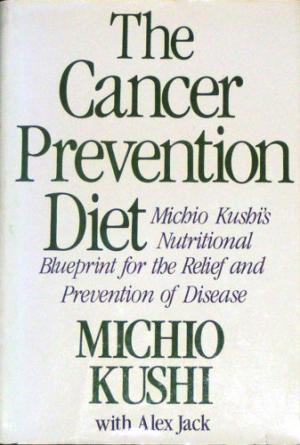 The
Cancer
Prevention
Diet
Michio Kushi's
Nutritional
Blueprint for the Relief and
Prevention of Disease
MICHIO
KUSHI
with Alex Jack